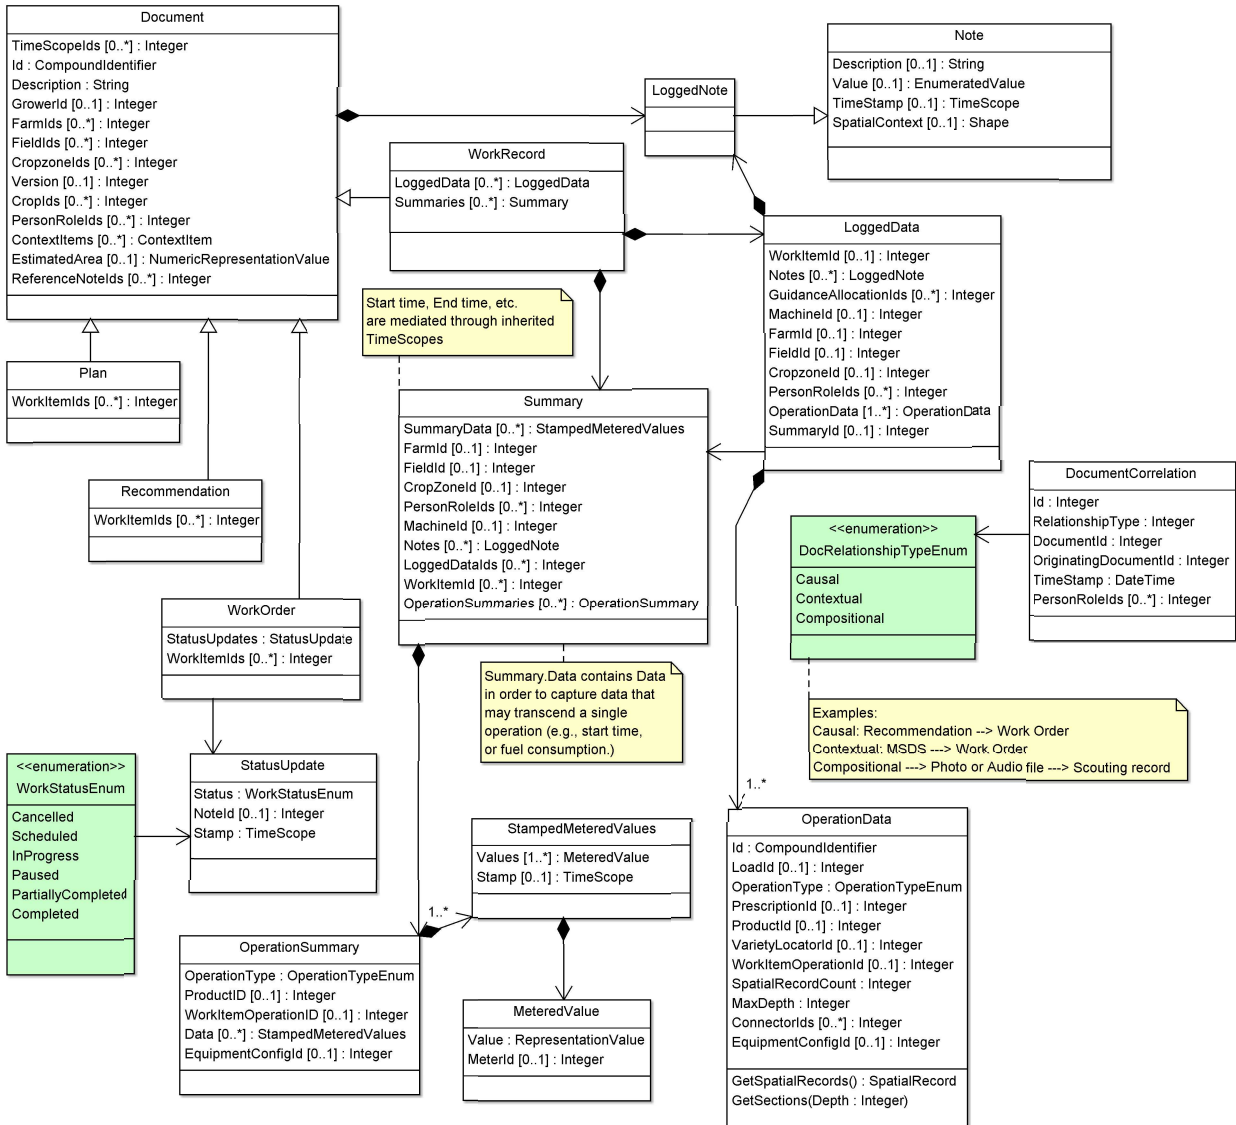 Document
TimeScopeIds [0..*] : Integer
Id : CompoundIdentifier
Description : String
GrowerId [0..1] : Integer
FarmIds [0..*] : Integer
FieldIds [0..*] : Integer
CropzoneIds [0..*] : Integer
Version [0..1] : Integer
CropIds [0..*] : Integer
PersonRoleIds [0..*] : Integer
ContextItems [0..*] : ContextItem
EstimatedArea [0..1] : NumericRepresentationValue
ReferenceNoteIds [0..*] : Integer
LoggedNote
Note
Description [0..1] : String
Value [0..1] : EnumeratedValue
TimeStamp [0..1] : TimeScope
SpatialContext [0..1] : Shape
WorkRecord
LoggedData [0..*] : LoggedData
Summaries [0..*] : Summary
LoggedData
WorkItemId [0..1] : Integer
Notes [0..*] : LoggedNote
GuidanceAllocationIds [0..*] : Integer
MachineId [0..1] : Integer
FarmId [0..1] : Integer
FieldId [0..1] : Integer
CropzoneId [0..1] : Integer
PersonRoleIds [0..*] : Integer
OperationData [1..*] : OperationData
SummaryId [0..1] : Integer
Start time, End time, etc.
are mediated through inherited
TimeScopes
Plan
WorkItemIds [0..*] : Integer
Summary
SummaryData [0..*] : StampedMeteredValues
FarmId [0..1] : Integer
FieldId [0..1] : Integer
CropZoneId [0..1] : Integer
PersonRoleIds [0..*] : Integer
MachineId [0..1] : Integer
Notes [0..*] : LoggedNote
LoggedDataIds [0..*] : Integer
WorkItemId [0..*] : Integer
OperationSummaries [0..*] : OperationSummary
Recommendation
WorkItemIds [0..*] : Integer
DocumentCorrelation
Id : Integer
RelationshipType : Integer
DocumentId : Integer
OriginatingDocumentId : Integer
TimeStamp : DateTime
PersonRoleIds [0..*] : Integer
<<enumeration>>
DocRelationshipTypeEnum
Causal
Contextual
Compositional
WorkOrder
StatusUpdates : StatusUpdate
WorkItemIds [0..*] : Integer
Summary.Data contains Data
in order to capture data that
may transcend a single
operation (e.g., start time,
or fuel consumption.)
Examples:
Causal: Recommendation --> Work Order
Contextual: MSDS ---> Work Order
Compositional ---> Photo or Audio file ---> Scouting record
<<enumeration>>
WorkStatusEnum
Cancelled
Scheduled
InProgress
Paused
PartiallyCompleted
Completed
StatusUpdate
Status : WorkStatusEnum
NoteId [0..1] : Integer
Stamp : TimeScope
1..*
StampedMeteredValues
Values [1..*] : MeteredValue
Stamp [0..1] : TimeScope
1..*
OperationData
Id : CompoundIdentifier
LoadId [0..1] : Integer
OperationType : OperationTypeEnum
PrescriptionId [0..1] : Integer
ProductId [0..1] : Integer
VarietyLocatorId [0..1] : Integer
WorkItemOperationId [0..1] : Integer
SpatialRecordCount : Integer
MaxDepth : Integer
ConnectorIds [0..*] : Integer
EquipmentConfigId [0..1] : Integer
GetSpatialRecords() : SpatialRecord
GetSections(Depth : Integer)
OperationSummary
OperationType : OperationTypeEnum
ProductID [0..1] : Integer
WorkItemOperationID [0..1] : Integer
Data [0..*] : StampedMeteredValues
EquipmentConfigId [0..1] : Integer
MeteredValue
Value : RepresentationValue
MeterId [0..1] : Integer